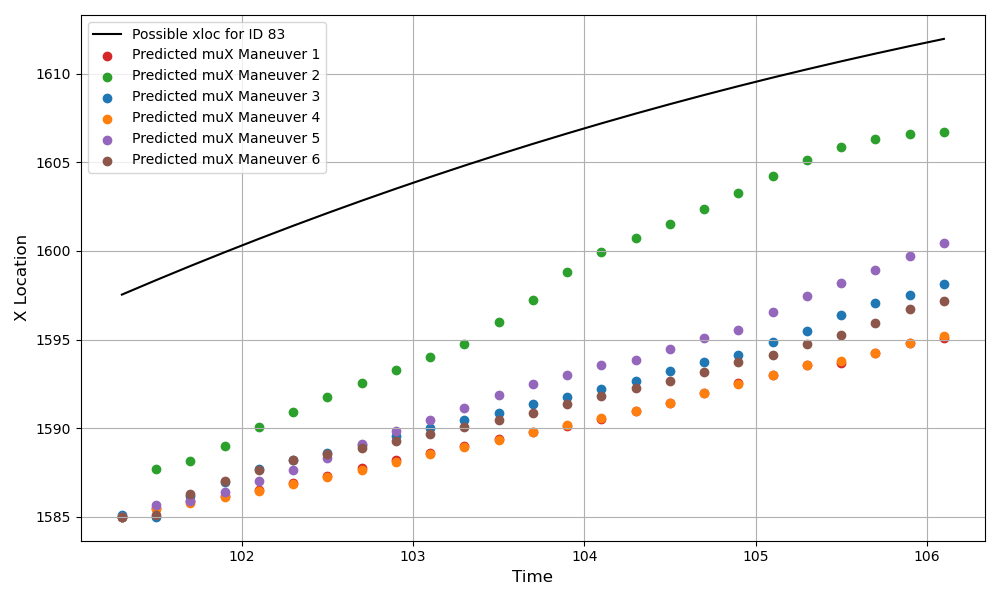 Possible xloc for ID 83
Predicted muX Maneuver 1
Predicted muX Maneuver 2
Predicted muX Maneuver 3
Predicted muX Maneuver 4
Predicted muX Maneuver 5
Predicted muX Maneuver 6
X Location
1610
1605
1600
1595
1590
1585
102 103 104 105 106
Time